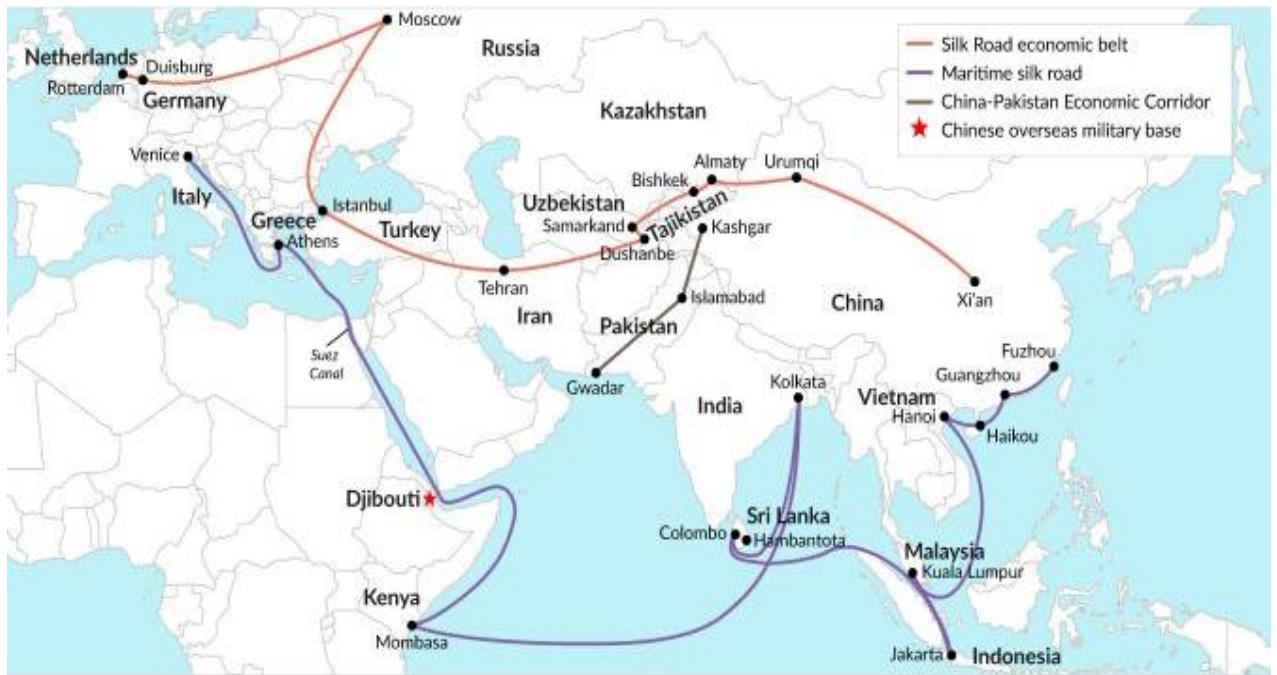 Moscow
Russia
Netherlands
Duisburg
Rotterdam
Germany
Silk Road economic belt
Maritime silk road
China-Pakistan Economic Corridor
Chinese overseas military base
Kazakhstan
Venice
Italy
Almaty
Urumqi
Bishkek
Uzbekistan
Samarkand
Tajikistan
Dushanbe
Kashgar
Istanbul
Greece
Athens
Turkey
Tehran
Iran
Islamabad
Pakistan
China
Xi'an
Suez
Canal
Gwadar
Kolkata
India
Fuzhou
Guangzhou
Vietnam
Hanoi
Haikou
Djibouti
Colombo
Sri Lanka
Hambantota
Malaysia
Kuala Lumpur
Kenya
Mombasa
Jakarta
Indonesia